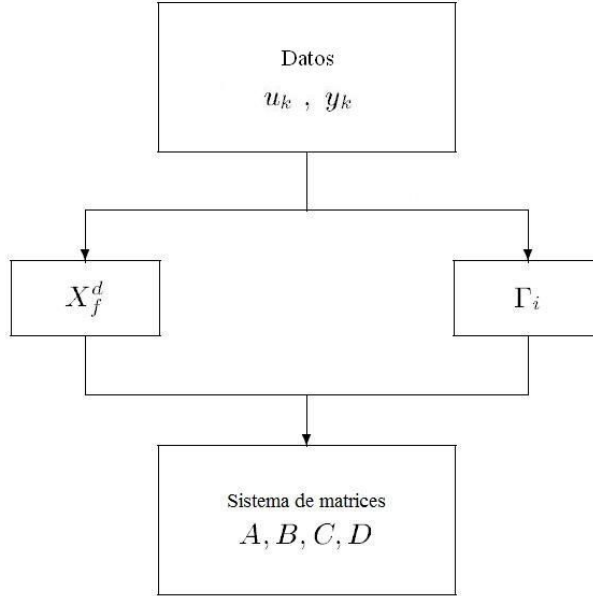 Datos
u_k , y_k
X_f^d
Γ_i
Sistema de matrices
A, B, C, D